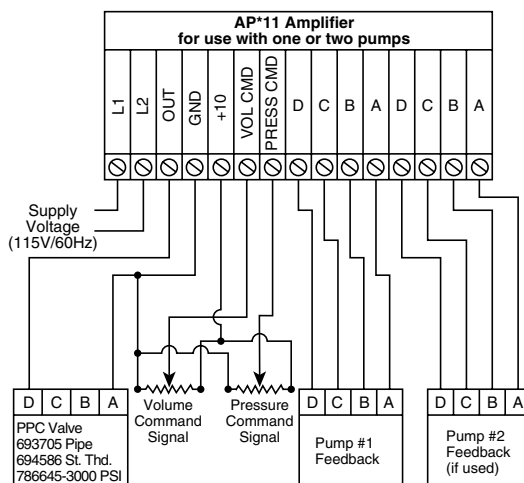 AP*11 Amplifier
for use with one or two pumps
L1
L2
OUT
GND
+10
VOL CMD
PRESS CMD
D
C
B
A
D
C
B
A
Supply
Voltage
(115V/60Hz)
D C B A
PPC Valve
693705 Pipe
694586 St. Thd.
786645-3000 PSI
Volume
Command
Signal
Pressure
Command
Signal
D C B A
Pump #1
Feedback
D C B A
Pump #2
Feedback
(if used)